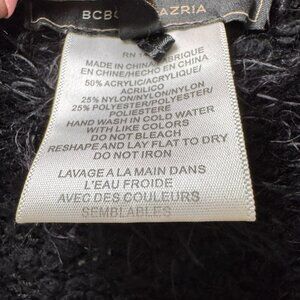 BCBG AZRIA
RN
MADE IN CHINA/FABRIQUE
EN CHINE/HECHO EN CHINA
50% ACRYLIC/ACRYLIQUE/
ACRILICO
25% NYLON/NYLON/NYLON
25% POLYESTER/POLYESTER/
POLIESTERE
HAND WASH IN COLD WATER
WITH LIKE COLORS
DO NOT BLEACH
RESHAPE AND LAY FLAT TO DRY
DO NOT IRON
LAVAGE A LA MAIN DANS
L'EAU FROIDE
AVEC DES COULEURS
SEMBLABLES